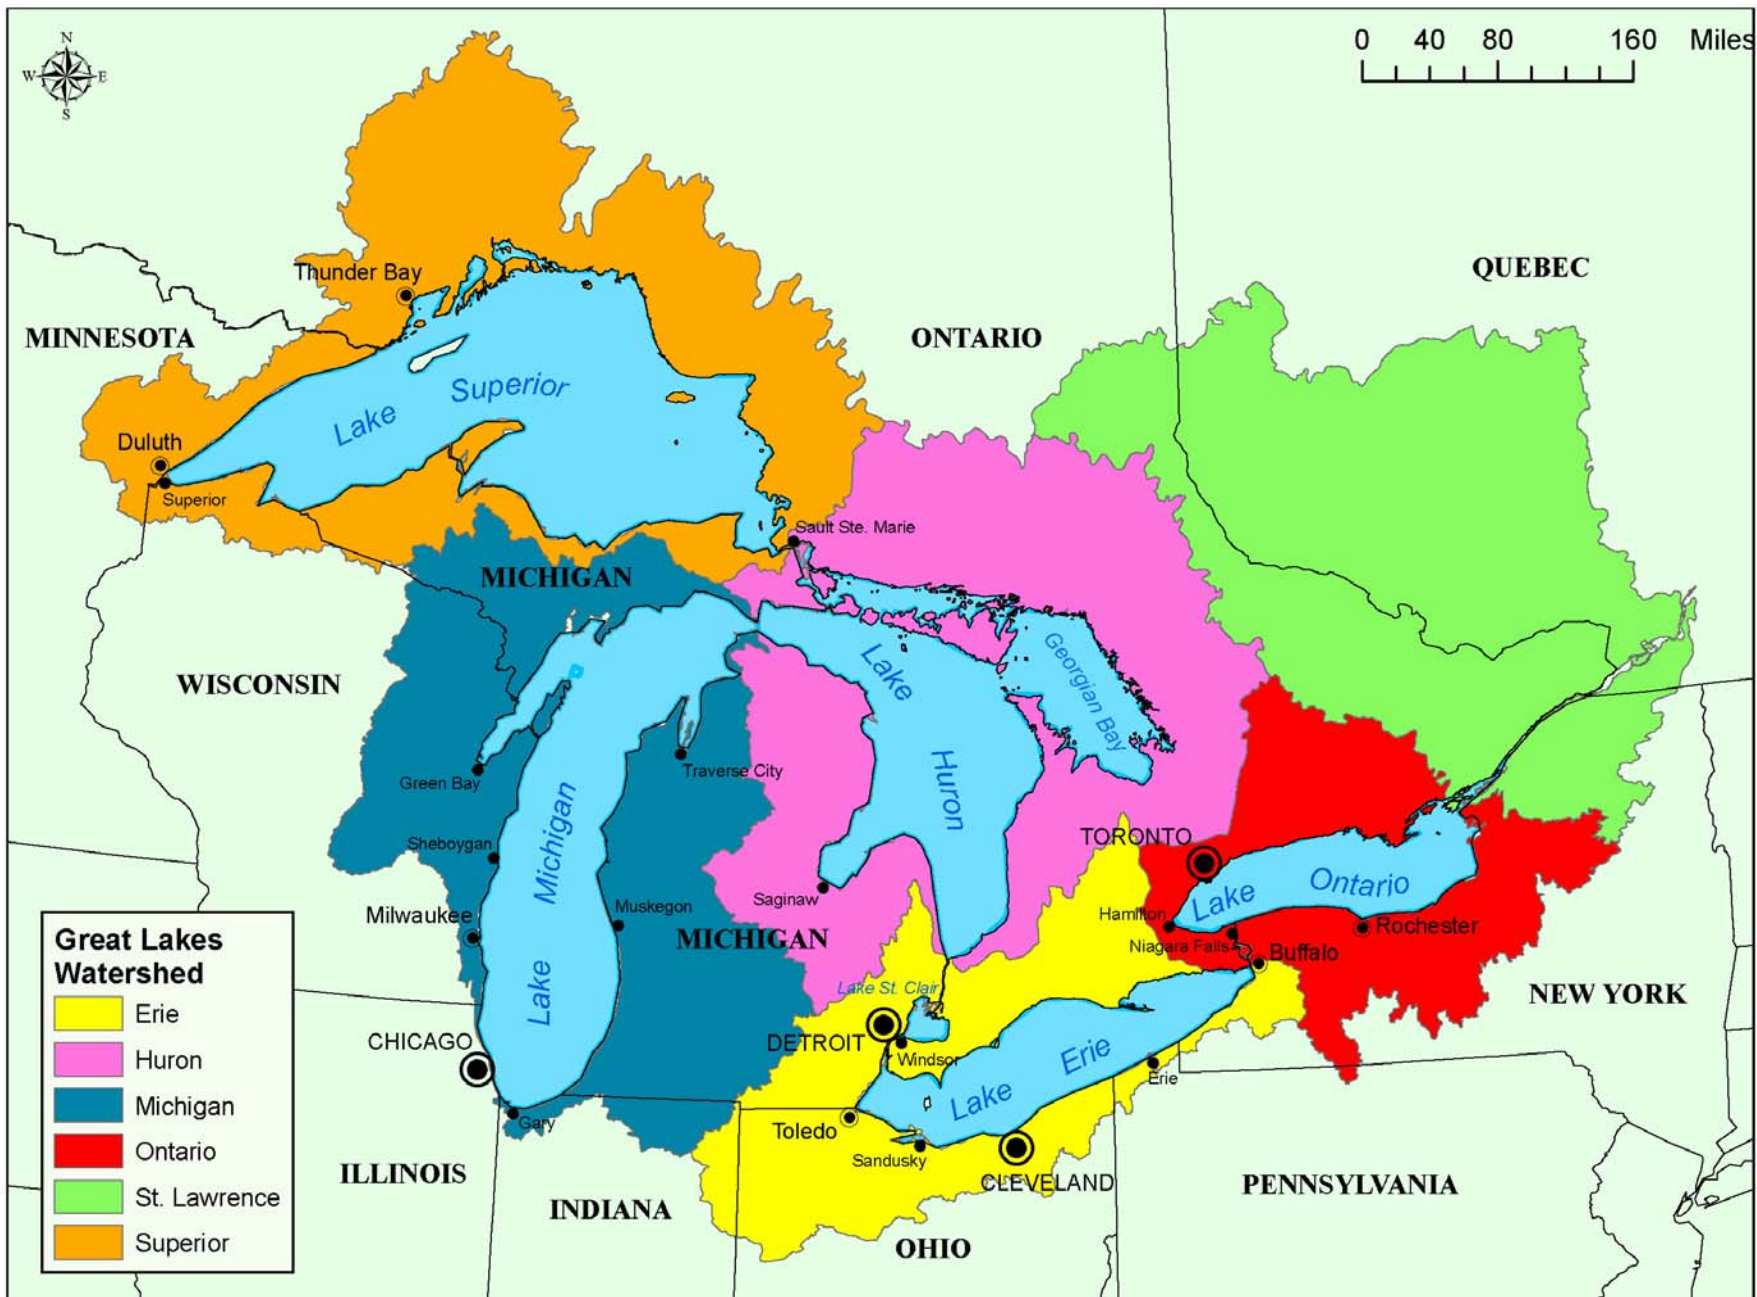 N
W E
S
0 40 80 160 Miles
QUEBEC
Thunder Bay
MINNESOTA
ONTARIO
Lake Superior
Duluth
Superior
Sault Ste. Marie
MICHIGAN
Georgian Bay
WISCONSIN
Lake
Huron
Traverse City
Green Bay
Lake Michigan
TORONTO
Sheboygan
Lake Ontario
Saginaw
Muskegon
Milwaukee
Hamilton
Rochester
MICHIGAN
Niagara Falls
Buffalo
Lake St. Clair
NEW YORK
CHICAGO
DETROIT
Windsor
Lake Erie
Erie
Gary
Toledo
Sandusky
CLEVELAND
ILLINOIS
INDIANA
OHIO
PENNSYLVANIA
Great Lakes
Watershed
Erie
Huron
Michigan
Ontario
St. Lawrence
Superior